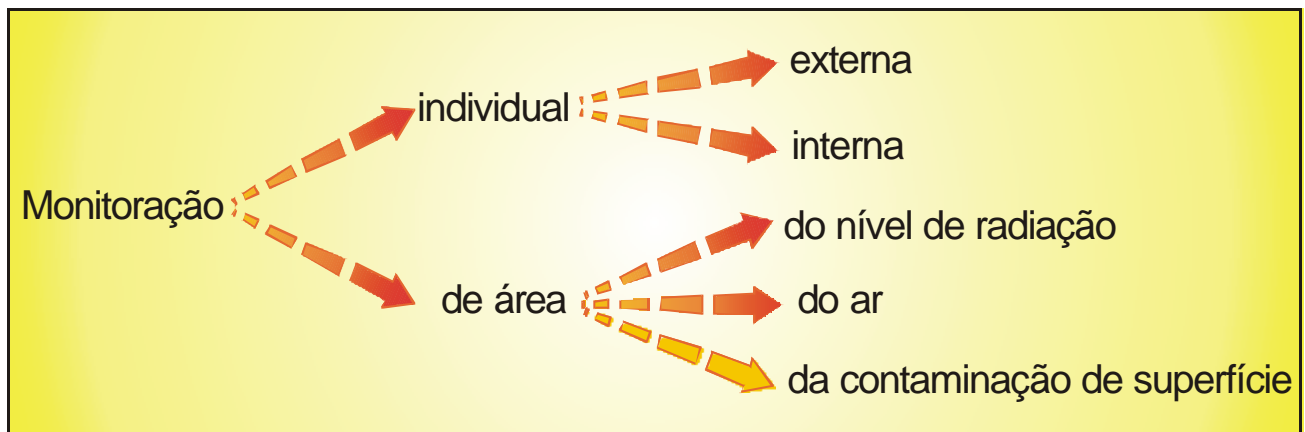 Monitoração
individual
externa
interna
de área
do nível de radiação
do ar
da contaminação de superfície